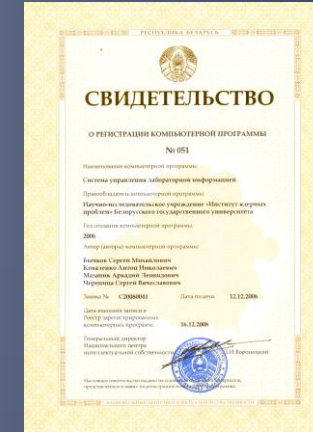 РЕСПУБЛИКА БЕЛАРУСЬ
СВИДЕТЕЛЬСТВО
О РЕГИСТРАЦИИ КОМПЬЮТЕРНОЙ ПРОГРАММЫ
№ 051
Наименование компьютерной программы:
Система управления лабораторной информацией
Правообладатель компьютерной программы:
Научно-исследовательское учреждение «Институт ядерных
проблем» Белорусского государственного университета
Год создания компьютерной программы:
2006
Автор (авторы) компьютерной программы:
Бычков Сергей Михайлович
Коваленко Антон Николаевич
Мазаник Аркадий Леонидович
Черепица Сергей Вячеславович
Заявка № С20060041 Дата подачи: 12.12.2006
Дата внесения записи в
Реестр зарегистрированных
компьютерных программ: 16.12.2006
Генеральный директор
Национального центра
интеллектуальной собственности